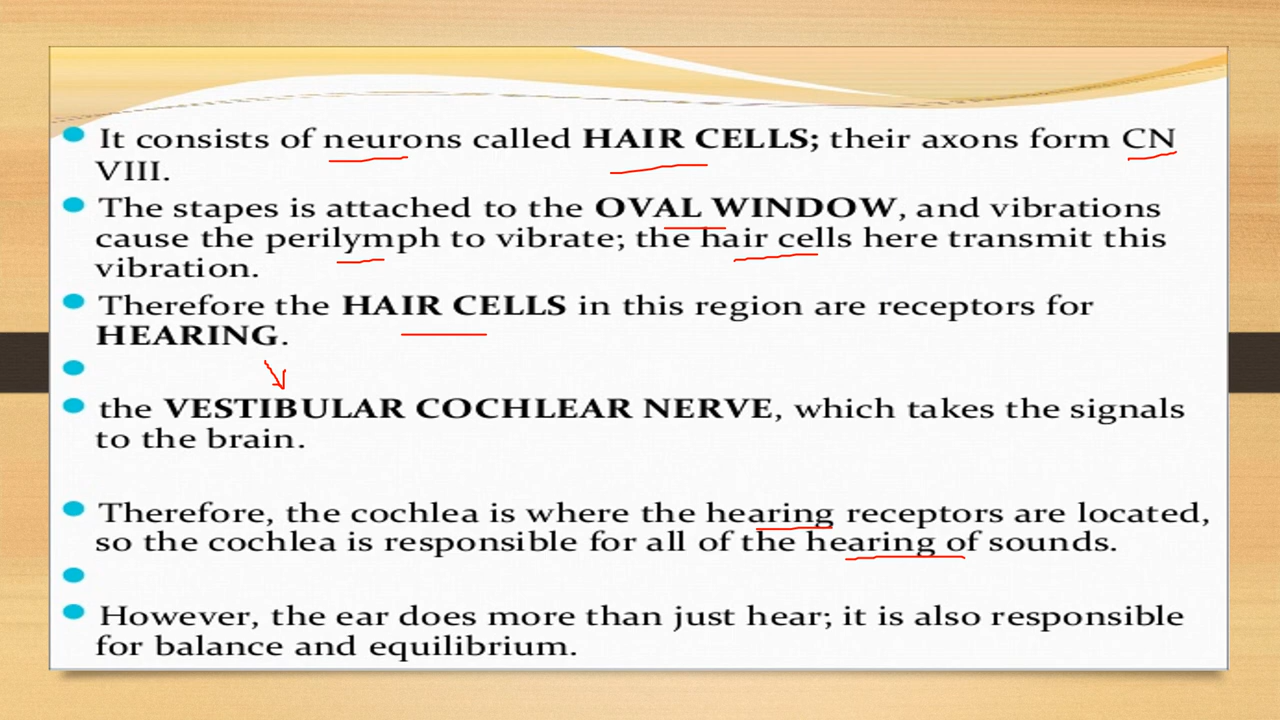 It consists of neurons called HAIR CELLS; their axons form CN
VIII.
The stapes is attached to the OVAL WINDOW, and vibrations
cause the perilymph to vibrate; the hair cells here transmit this
vibration.
Therefore the HAIR CELLS in this region are receptors for
HEARING.
the VESTIBULAR COCHLEAR NERVE, which takes the signals
to the brain.
Therefore, the cochlea is where the hearing receptors are located,
so the cochlea is responsible for all of the hearing of sounds.
However, the ear does more than just hear; it is also responsible
for balance and equilibrium.